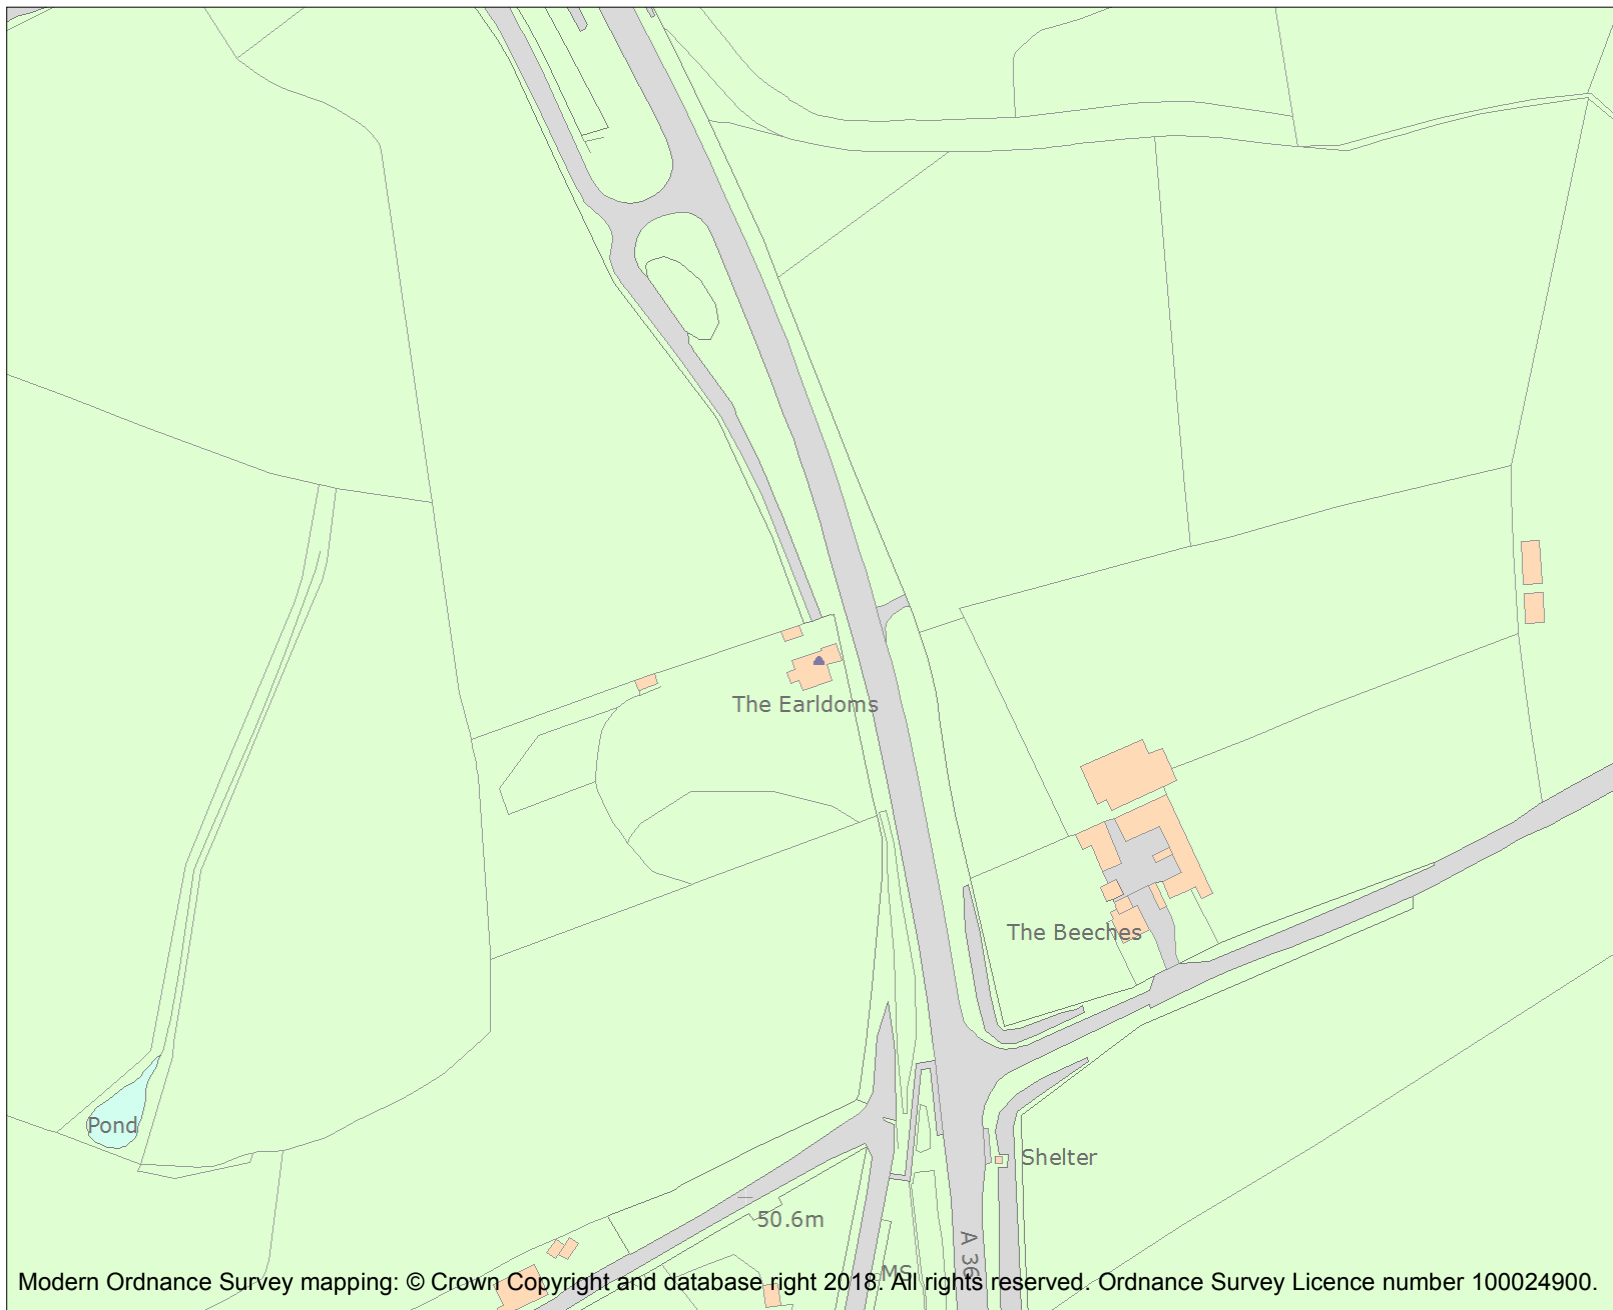 The Earldoms
The Beeches
Pond
Shelter
50.6m
A 36
MS
Modern Ordnance Survey mapping: © Crown Copyright and database right 2018. All rights reserved. Ordnance Survey Licence number 100024900.